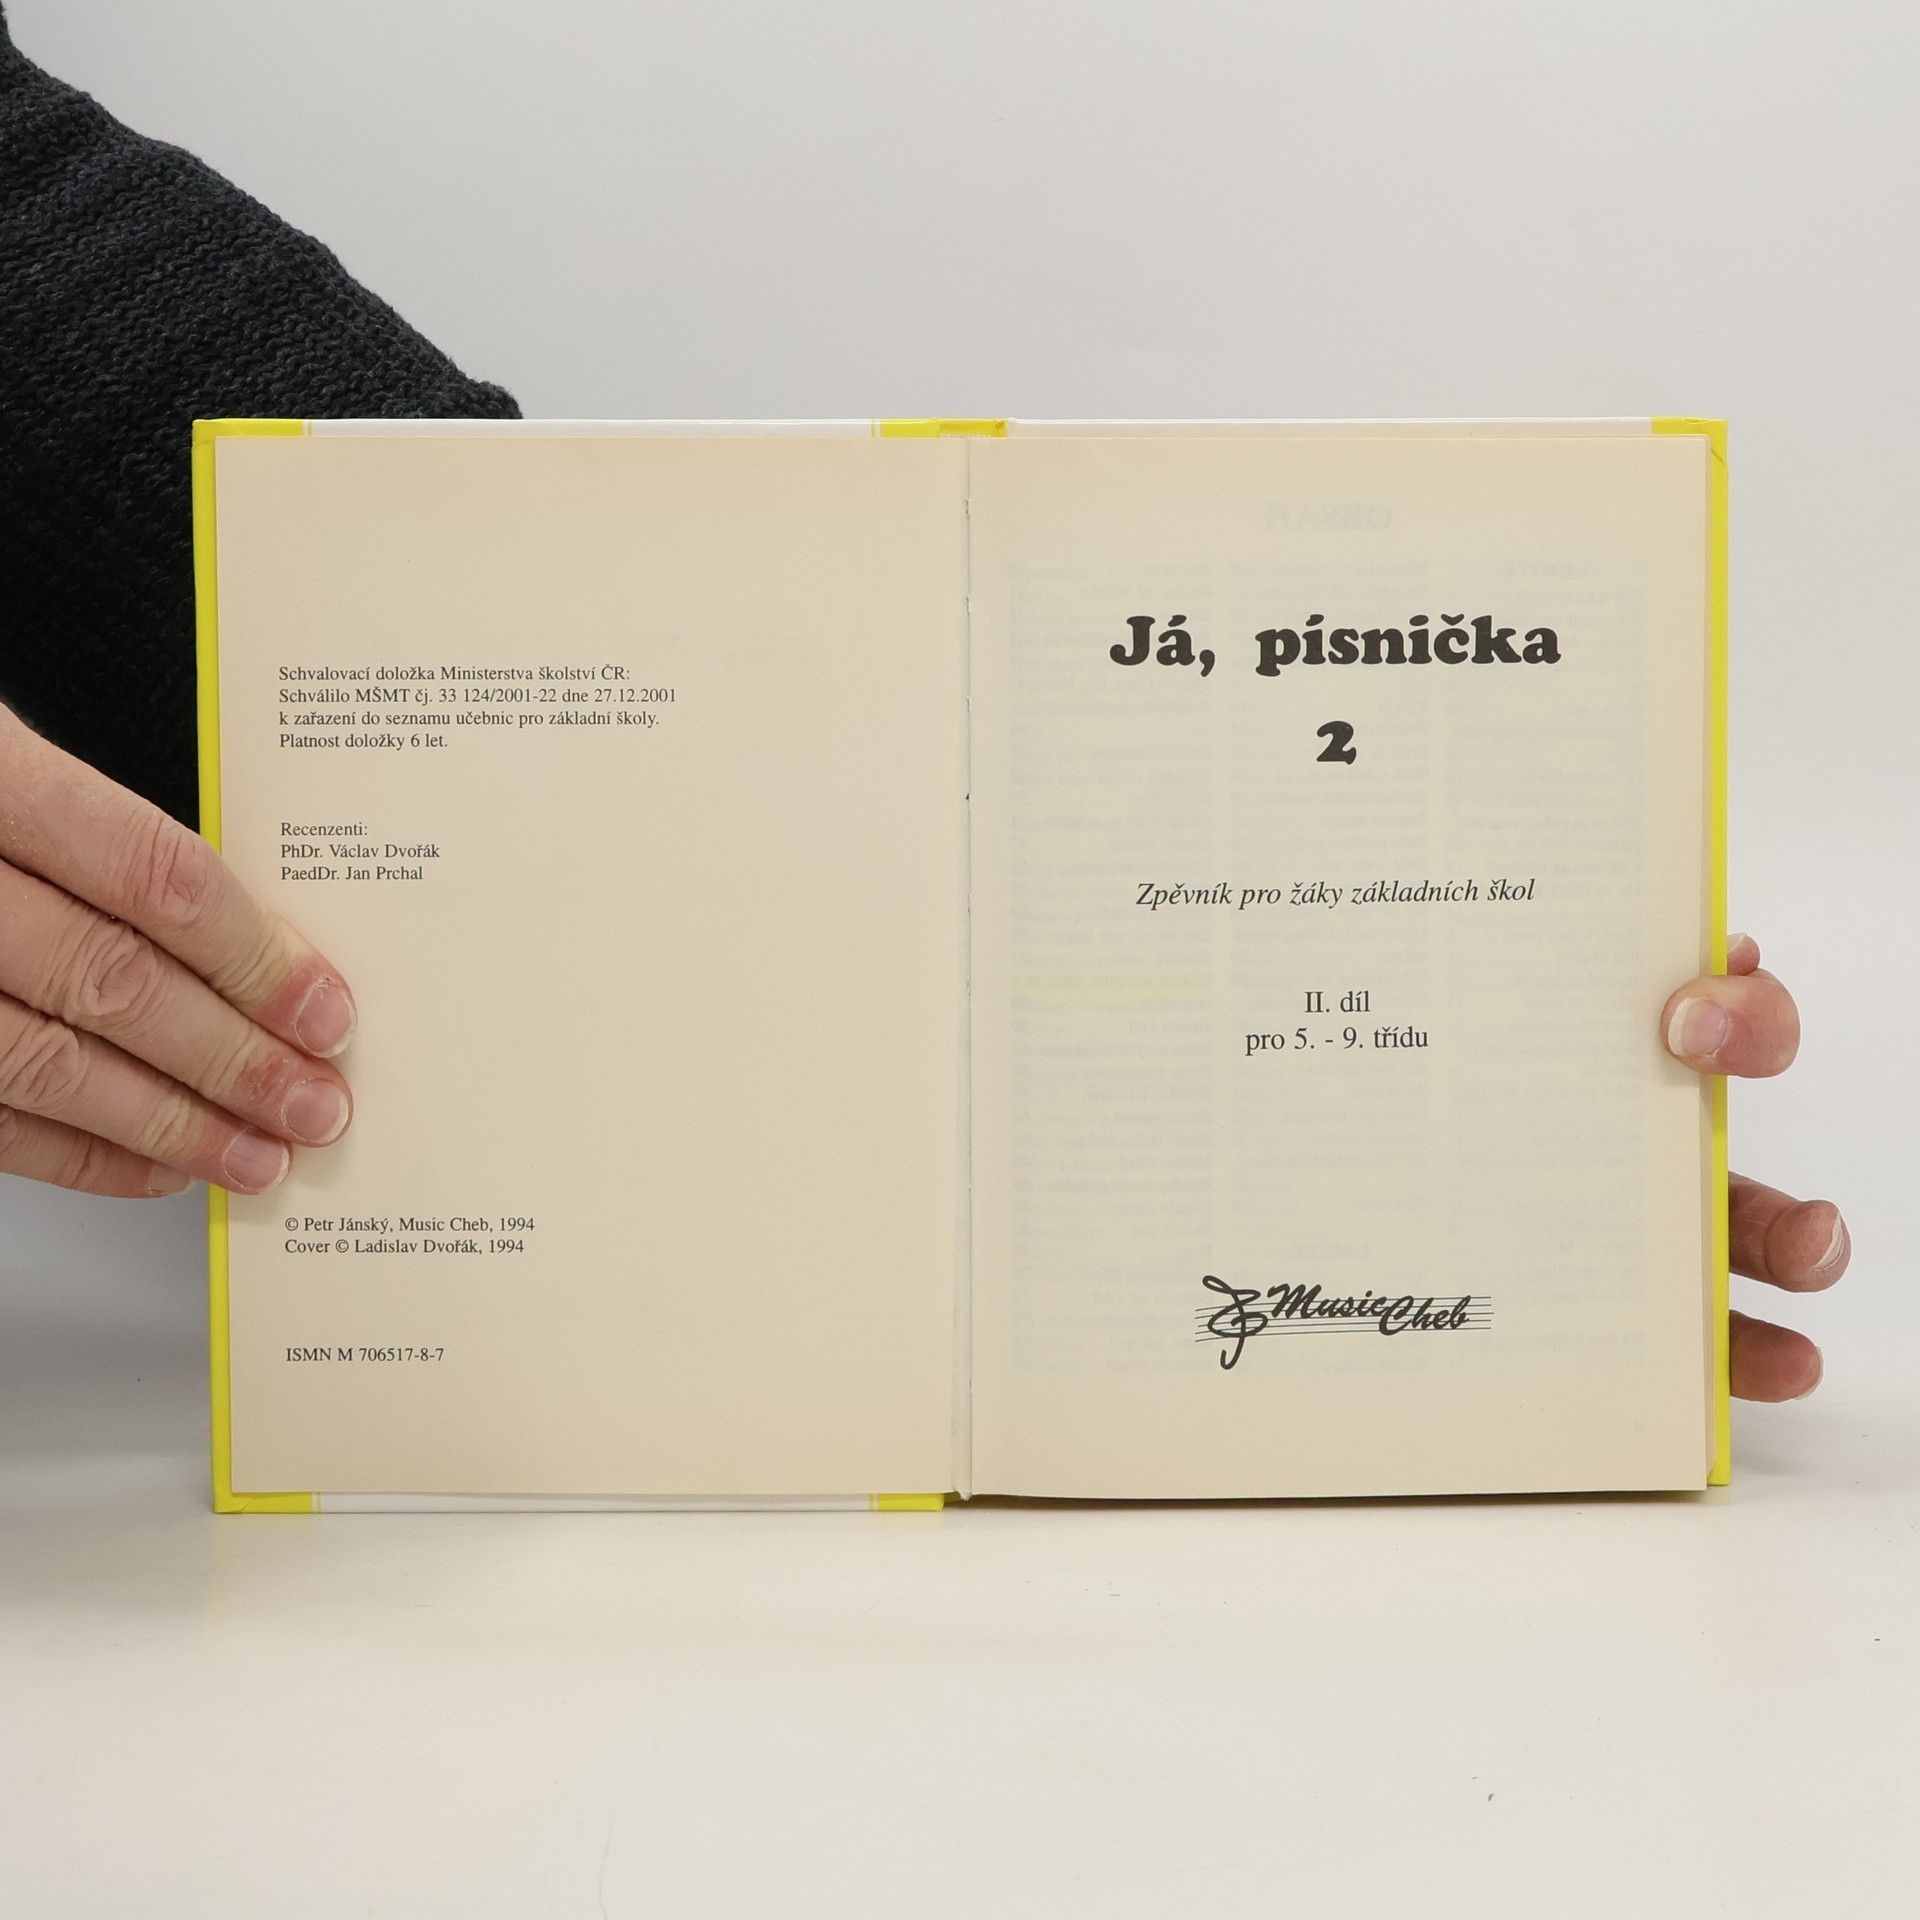 Schvalovací doložka Ministerstva školství ČR:
Schválilo MŠMT čj. 33 124/2001-22 dne 27.12.2001
k zařazení do seznamu učebnic pro základní školy.
Platnost doložky 6 let.
Recenzenti:
PhDr. Václav Dvořák
PaedDr. Jan Prchal
© Petr Jánský, Music Cheb, 1994
Cover © Ladislav Dvořák, 1994
ISMN M 706517-8-7
Já, písnička
2
Zpěvník pro žáky základních škol
II. díl
pro 5. - 9. třídu
Music Cheb